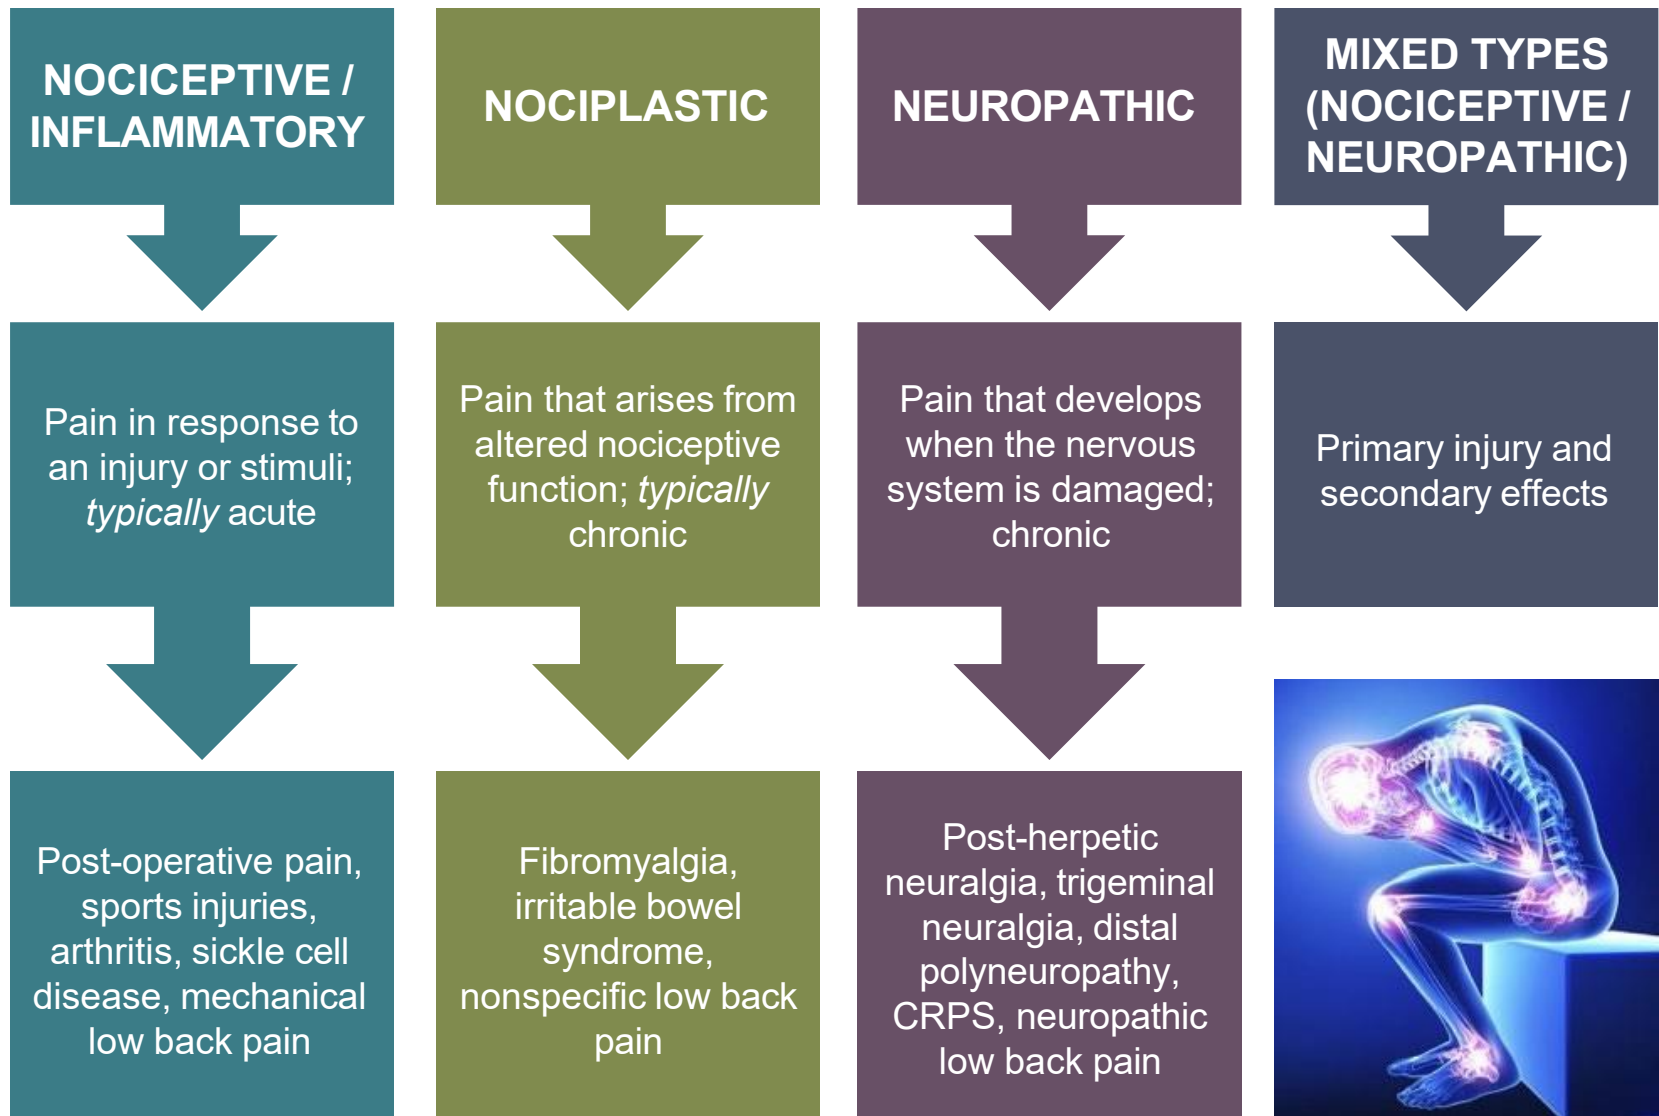 NOCICEPTIVE /
INFLAMMATORY
Pain in response to
an injury or stimuli;
typically acute
Post-operative pain,
sports injuries,
arthritis, sickle cell
disease, mechanical
low back pain
NOCIPLASTIC
Pain that arises from
altered nociceptive
function; typically
chronic
Fibromyalgia,
irritable bowel
syndrome,
nonspecific low back
pain
NEUROPATHIC
Pain that develops
when the nervous
system is damaged;
chronic
Post-herpetic
neuralgia, trigeminal
neuralgia, distal
polyneuropathy,
CRPS, neuropathic
low back pain
MIXED TYPES
(NOCICEPTIVE /
NEUROPATHIC)
Primary injury and
secondary effects